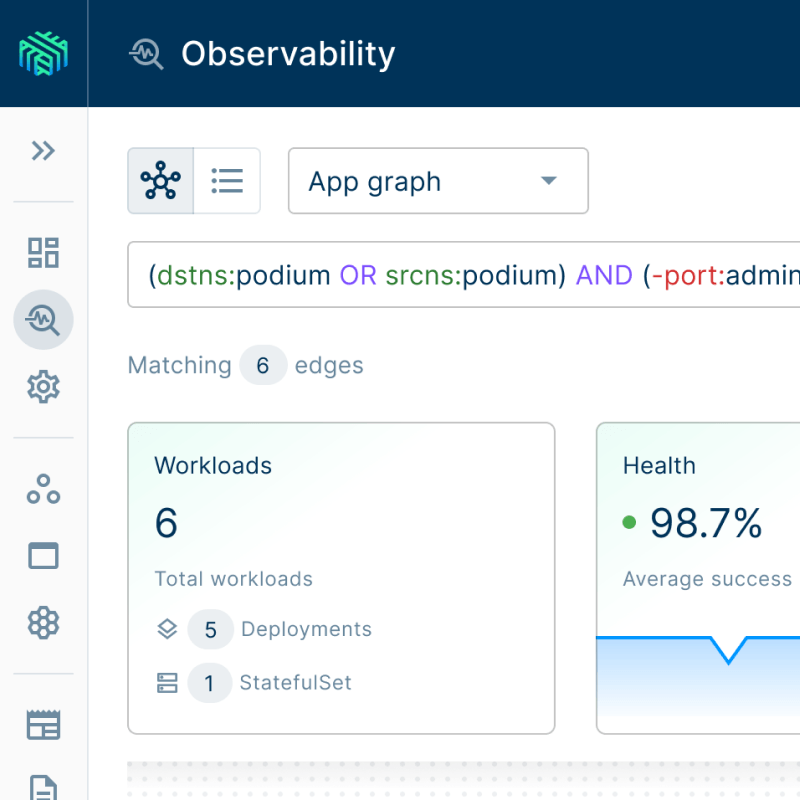 Observability
App graph
(dstns:podium OR srcns:podium) AND (-port:admin
Matching 6 edges
Workloads
6
Total workloads
5 Deployments
1 StatefulSet
Health
98.7%
Average success